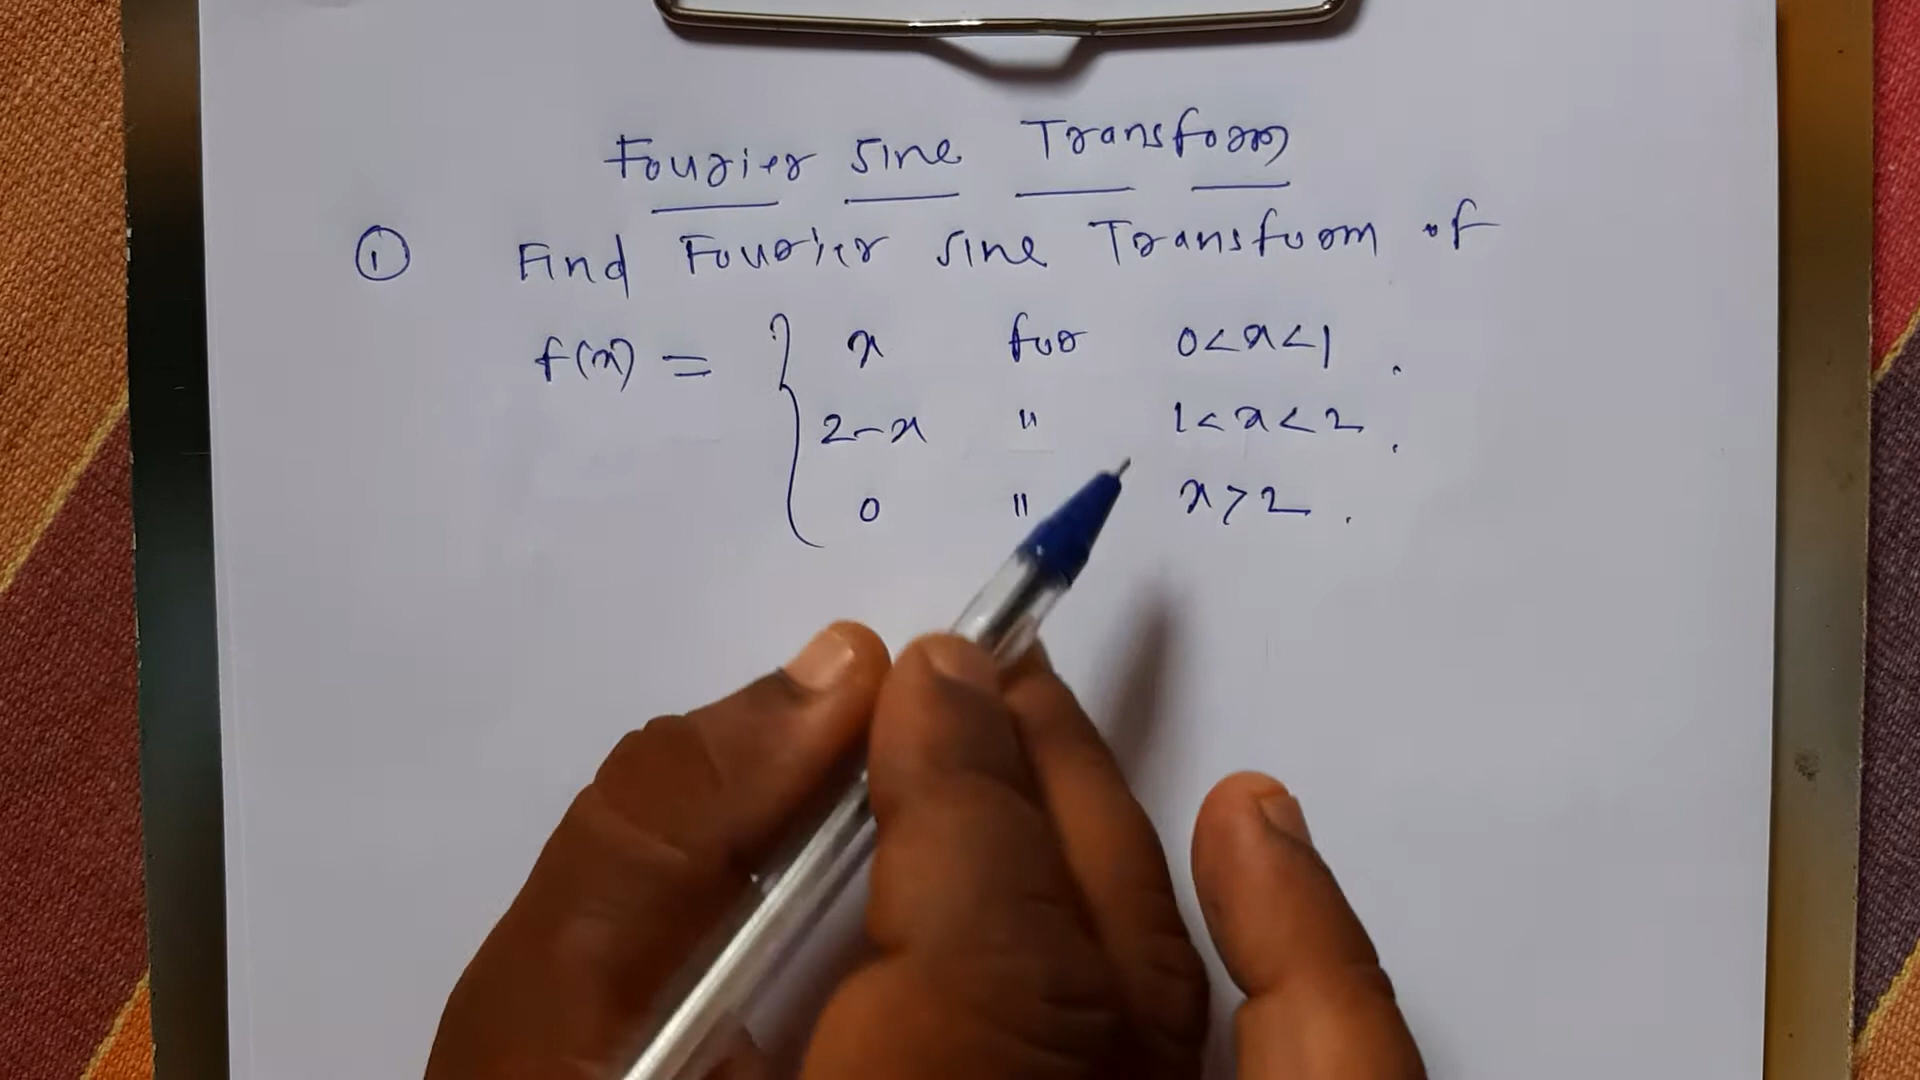 Fourier Sine Transform
① Find Fourier Sine Transform of
f(x) = { x for 0<x<1 .
2-x " 1<x<2 .
0 " x>2 .